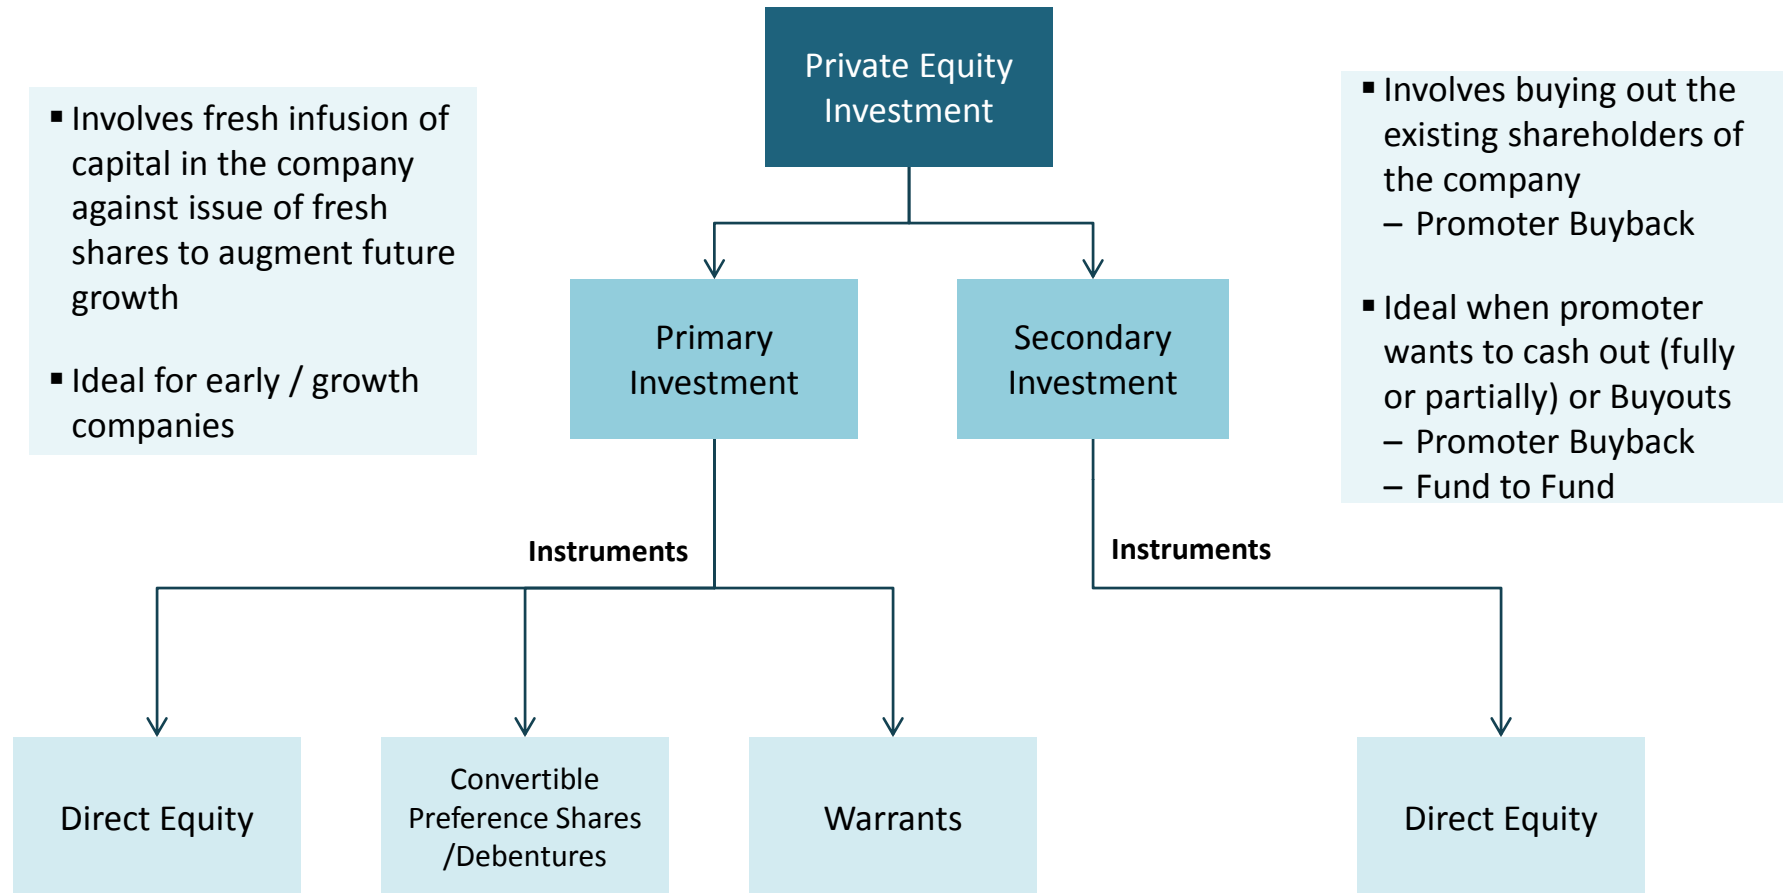 Private Equity
Investment
▪ Involves fresh infusion of
capital in the company
against issue of fresh
shares to augment future
growth
▪ Ideal for early / growth
companies
▪ Involves buying out the
existing shareholders of
the company
– Promoter Buyback
▪ Ideal when promoter
wants to cash out (fully
or partially) or Buyouts
– Promoter Buyback
– Fund to Fund
Primary
Investment
Secondary
Investment
Instruments
Instruments
Direct Equity
Convertible
Preference Shares
/Debentures
Warrants
Direct Equity